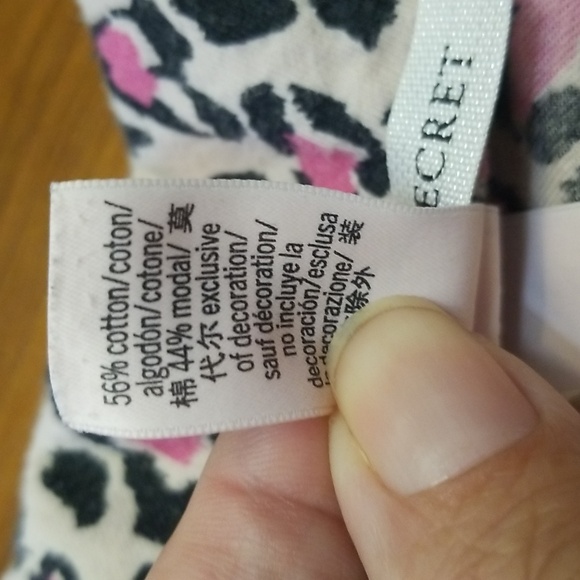 56% cotton/coton/
algodón/cotone/
棉 44% modal/ 莫
代尔 exclusive
of decoration/
sauf décoration/
no incluye la
decoración/esclusa
decorazione/ 装
除外
ECRET